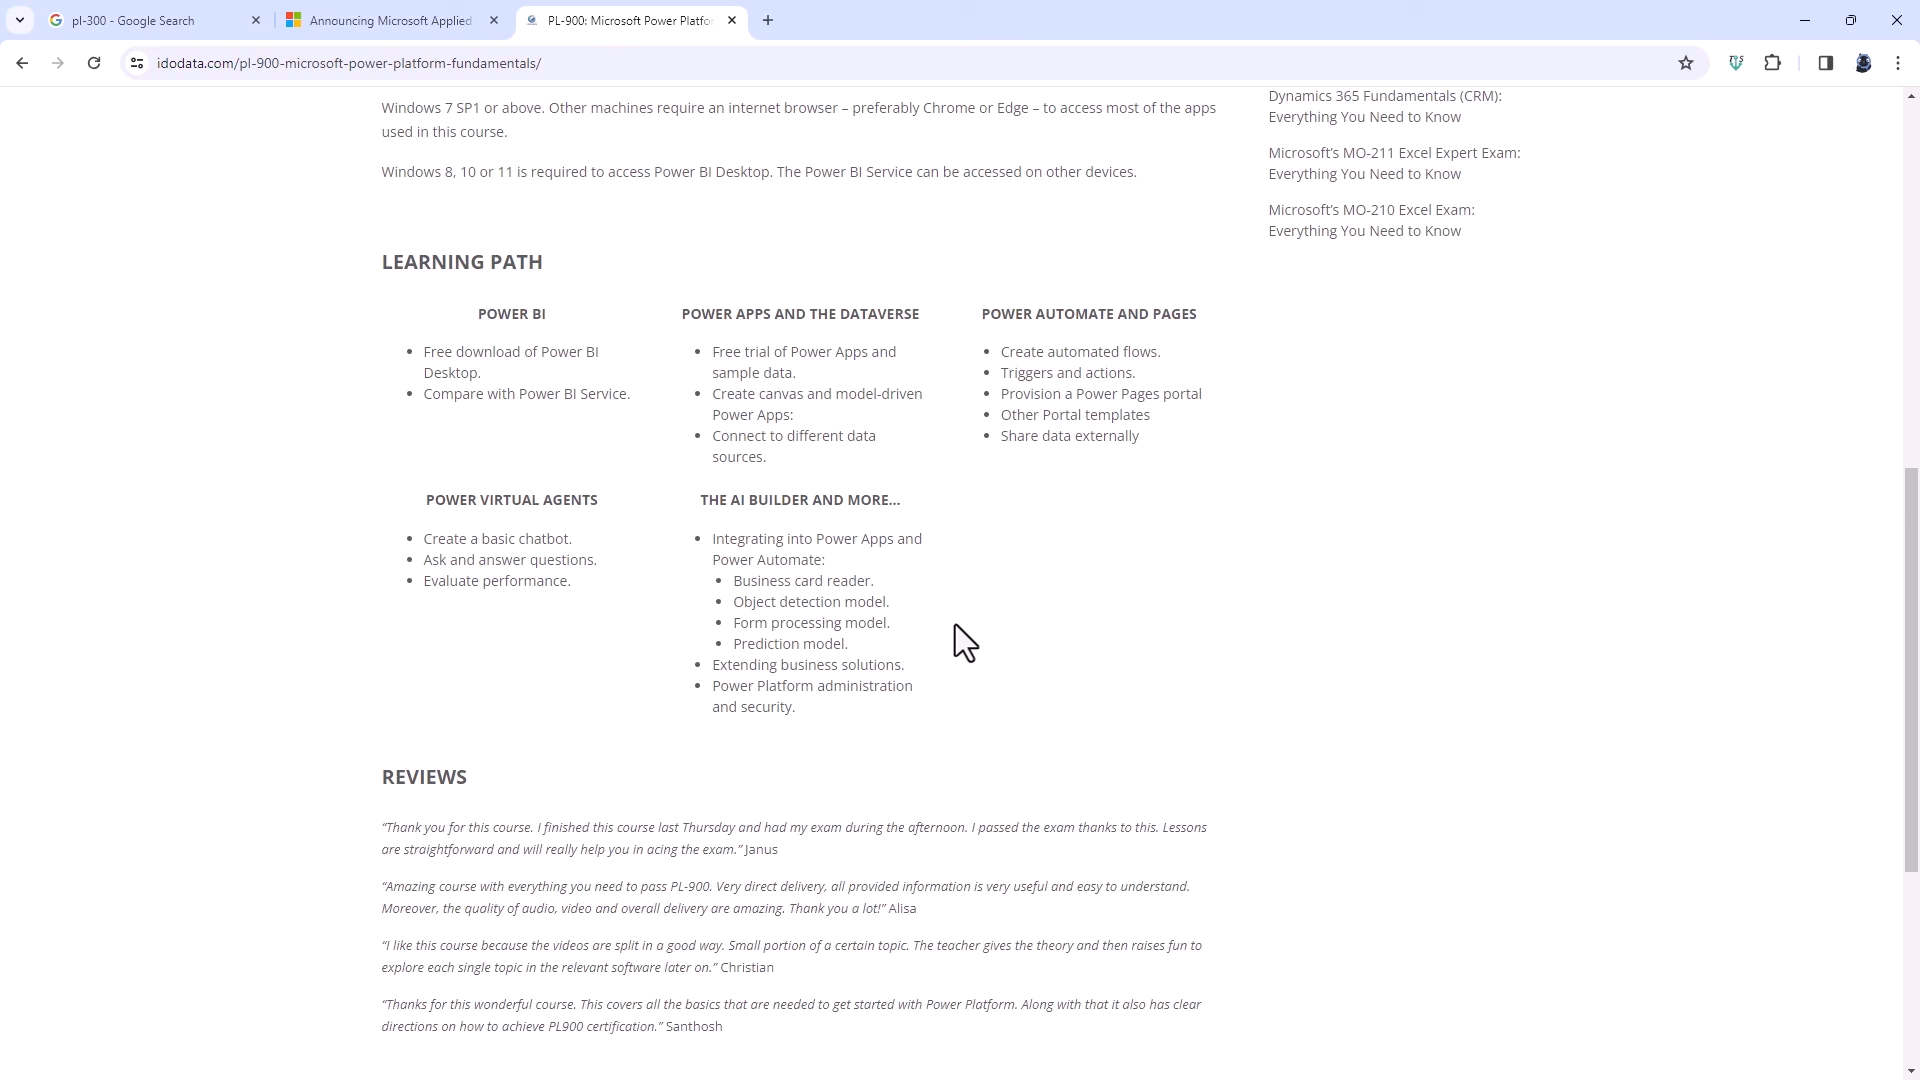 pl-300 - Google Search
Announcing Microsoft Applied
PL-900: Microsoft Power Platfo
idodata.com/pl-900-microsoft-power-platform-fundamentals/
Windows 7 SP1 or above. Other machines require an internet browser – preferably Chrome or Edge – to access most of the apps
used in this course.
Windows 8, 10 or 11 is required to access Power BI Desktop. The Power BI Service can be accessed on other devices.
Dynamics 365 Fundamentals (CRM):
Everything You Need to Know
Microsoft’s MO-211 Excel Expert Exam:
Everything You Need to Know
Microsoft’s MO-210 Excel Exam:
Everything You Need to Know
LEARNING PATH
POWER BI
• Free download of Power BI
Desktop.
• Compare with Power BI Service.
POWER APPS AND THE DATAVERSE
• Free trial of Power Apps and
sample data.
• Create canvas and model-driven
Power Apps:
• Connect to different data
sources.
POWER AUTOMATE AND PAGES
• Create automated flows.
• Triggers and actions.
• Provision a Power Pages portal
• Other Portal templates
• Share data externally
POWER VIRTUAL AGENTS
• Create a basic chatbot.
• Ask and answer questions.
• Evaluate performance.
THE AI BUILDER AND MORE…
• Integrating into Power Apps and
Power Automate:
• Business card reader.
• Object detection model.
• Form processing model.
• Prediction model.
• Extending business solutions.
• Power Platform administration
and security.
REVIEWS
“Thank you for this course. I finished this course last Thursday and had my exam during the afternoon. I passed the exam thanks to this. Lessons
are straightforward and will really help you in acing the exam.” Janus
“Amazing course with everything you need to pass PL-900. Very direct delivery, all provided information is very useful and easy to understand.
Moreover, the quality of audio, video and overall delivery are amazing. Thank you a lot!” Alisa
“I like this course because the videos are split in a good way. Small portion of a certain topic. The teacher gives the theory and then raises fun to
explore each single topic in the relevant software later on.” Christian
“Thanks for this wonderful course. This covers all the basics that are needed to get started with Power Platform. Along with that it also has clear
directions on how to achieve PL900 certification.” Santhosh